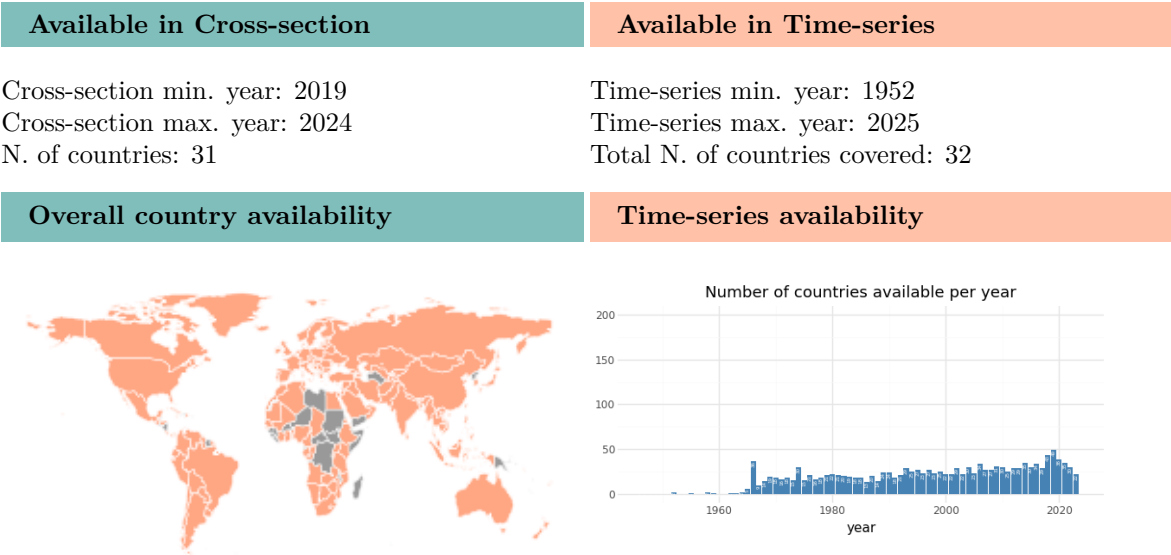 Available in Cross-section
Available in Time-series
Cross-section min. year: 2019
Cross-section max. year: 2024
N. of countries: 31
Time-series min. year: 1952
Time-series max. year: 2025
Total N. of countries covered: 32
Overall country availability
Time-series availability
Number of countries available per year
200
150
100
50
0
1960
1980
2000
2020
year